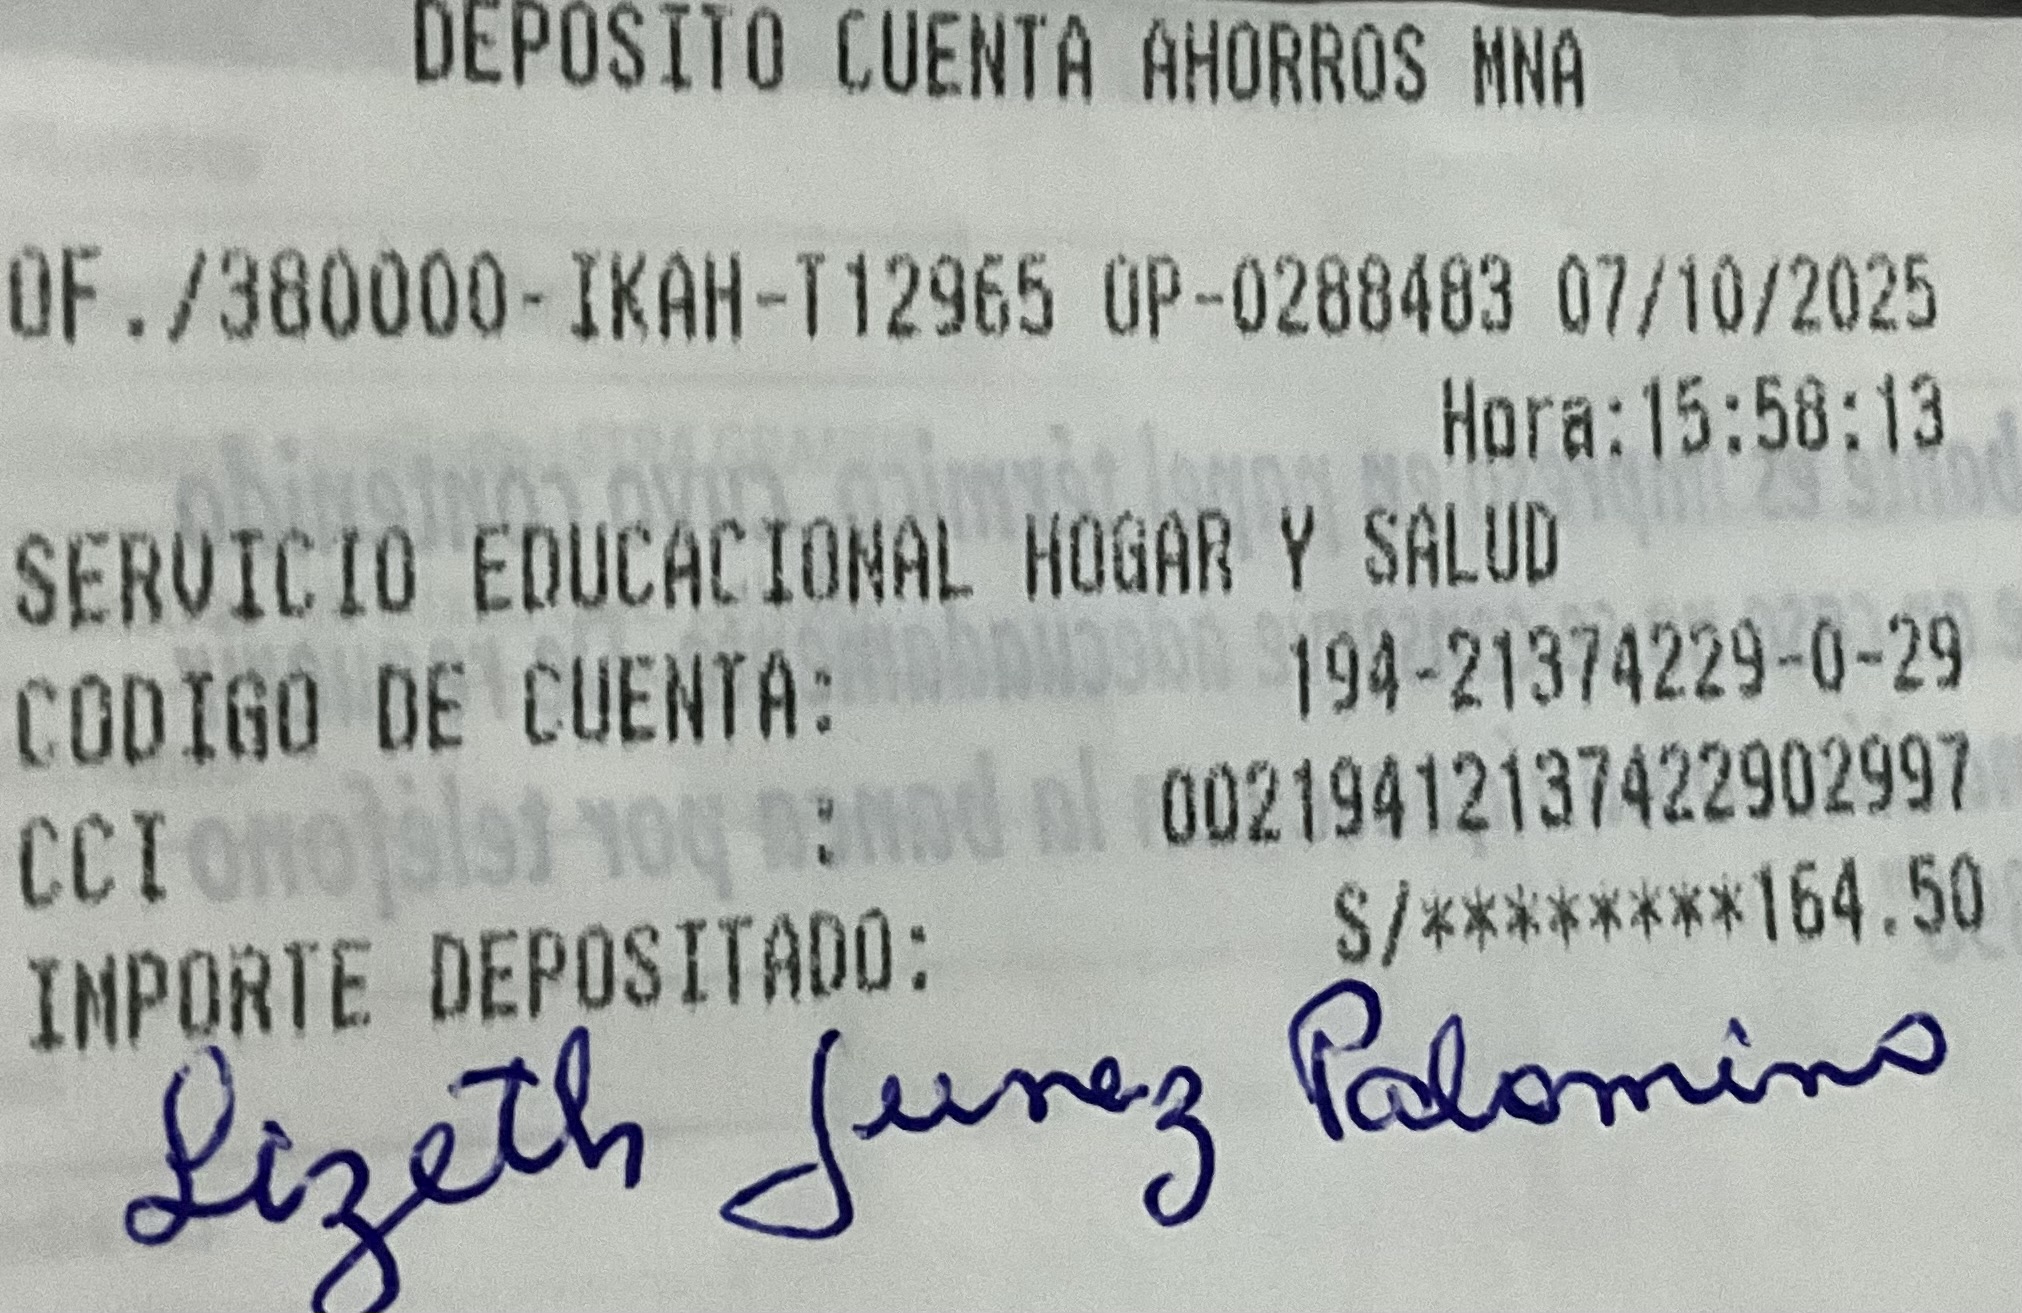 DEPOSITO CUENTA AHORROS MNA
OF./380000-IKAH-T12965 OP-0288483 07/10/2025
Hora:15:58:13
SERVICIO EDUCACIONAL HOGAR Y SALUD
CODIGO DE CUENTA: 194-21374229-0-29
CCI : 00219412137422902997
IMPORTE DEPOSITADO: S/********164.50
Lizeth Junez Palomino